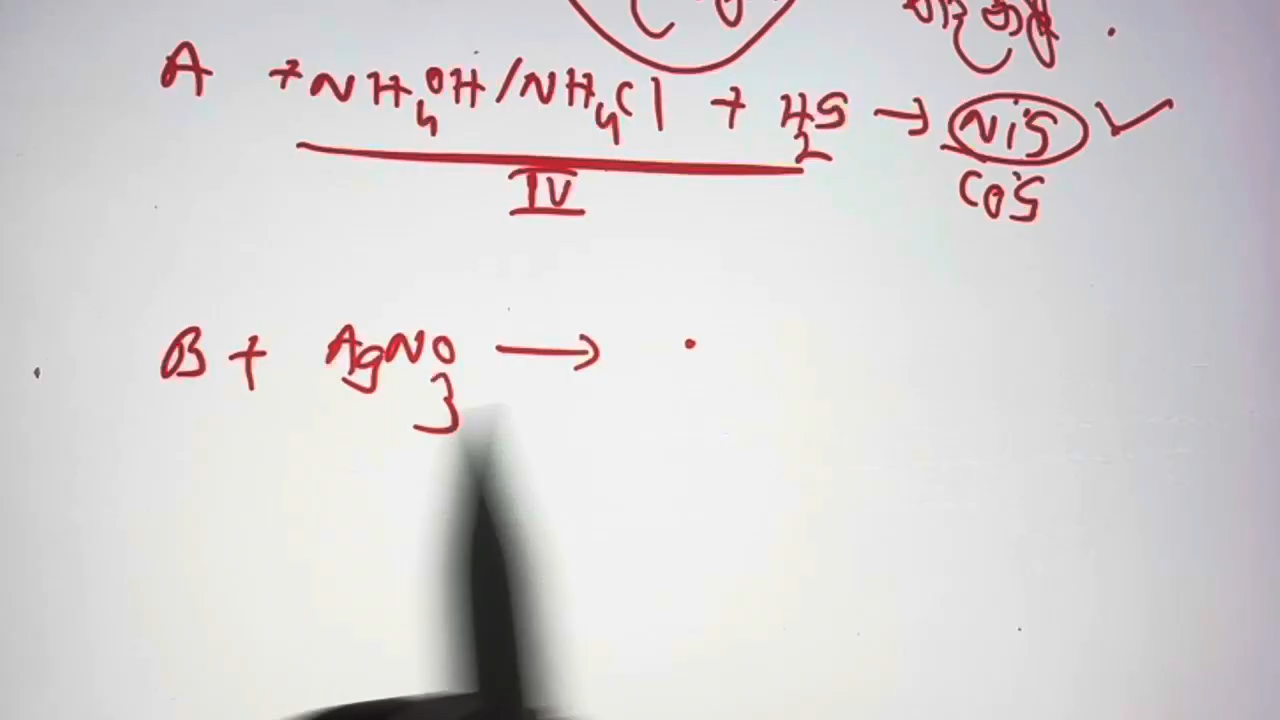 A + NH₄OH/NH₄Cl + H₂S → NiS ✓
IV
CoS
B + AgNO₃ →